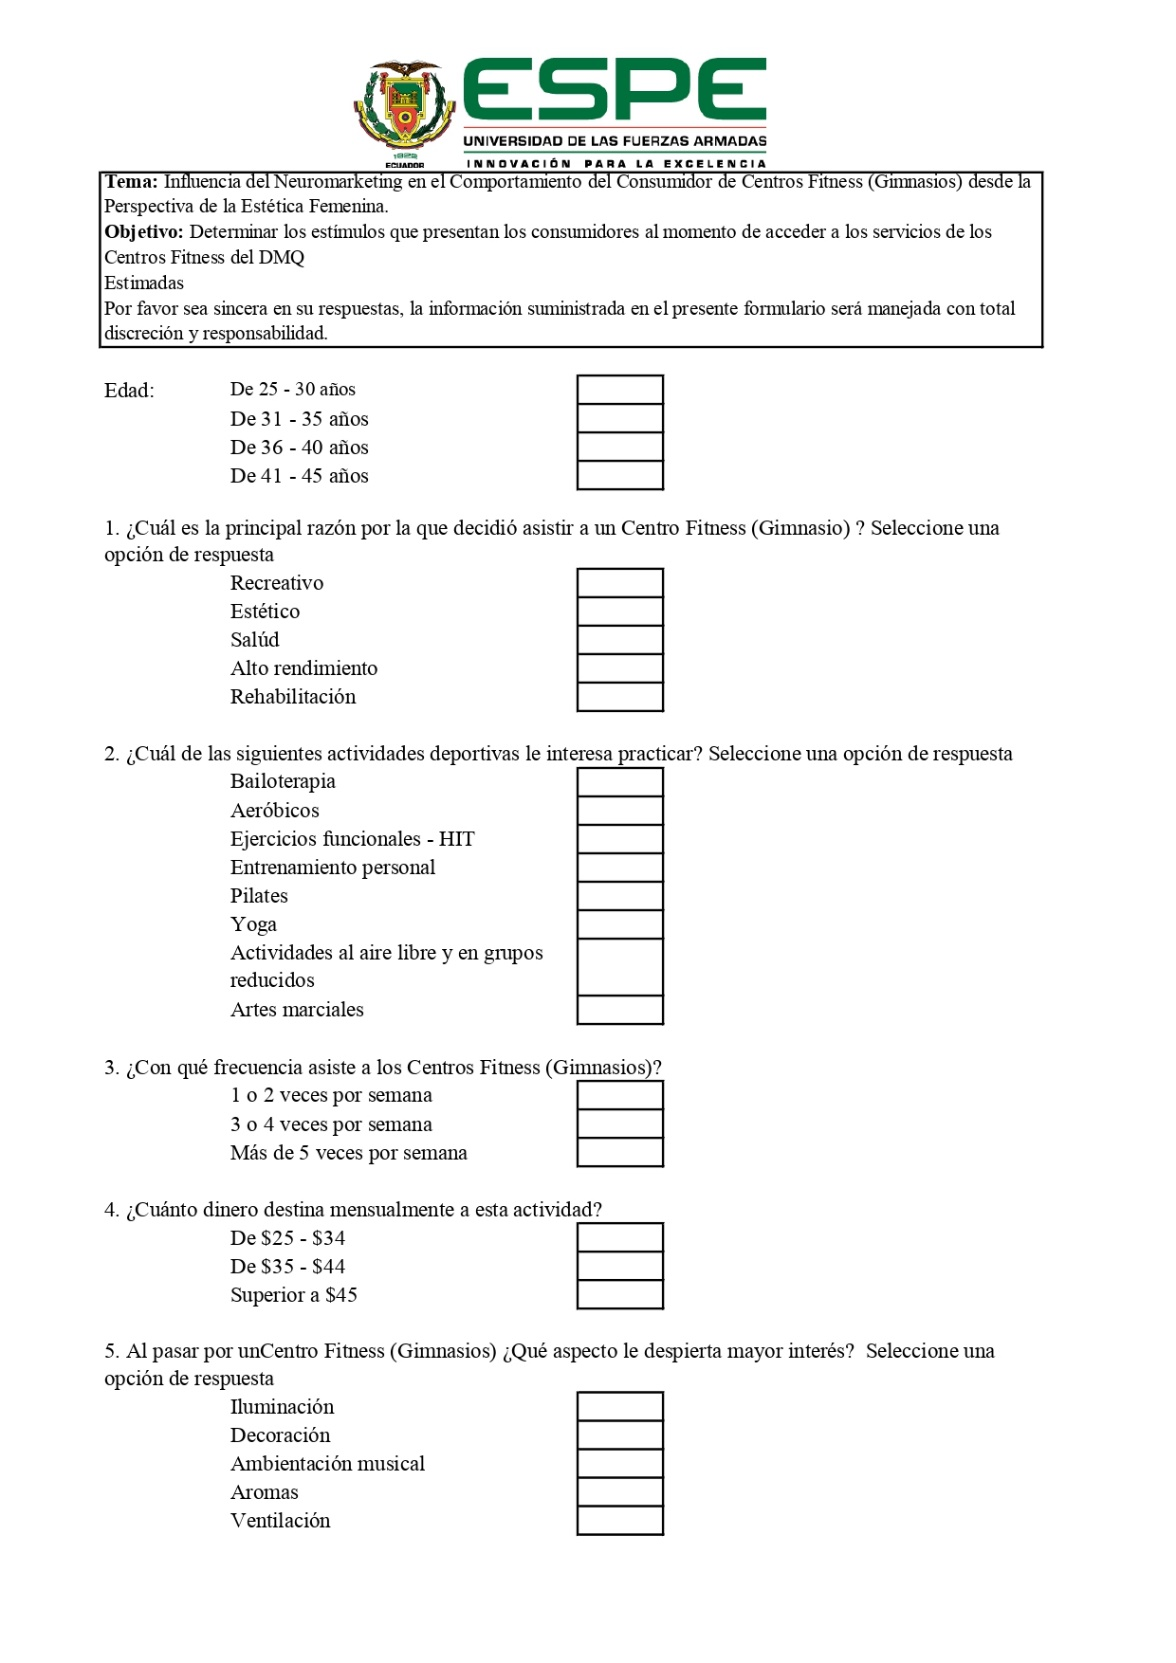 ESPE
UNIVERSIDAD DE LAS FUERZAS ARMADAS
INNOVACIÓN PARA LA EXCELENCIA
1922
ECUADOR
Tema: Influencia del Neuromarketing en el Comportamiento del Consumidor de Centros Fitness (Gimnasios) desde la
Perspectiva de la Estética Femenina.
Objetivo: Determinar los estímulos que presentan los consumidores al momento de acceder a los servicios de los
Centros Fitness del DMQ
Estimadas
Por favor sea sincera en su respuestas, la información suministrada en el presente formulario será manejada con total
discreción y responsabilidad.
Edad: De 25 - 30 años
De 31 - 35 años
De 36 - 40 años
De 41 - 45 años
1. ¿Cuál es la principal razón por la que decidió asistir a un Centro Fitness (Gimnasio) ? Seleccione una
opción de respuesta
Recreativo
Estético
Salúd
Alto rendimiento
Rehabilitación
2. ¿Cuál de las siguientes actividades deportivas le interesa practicar? Seleccione una opción de respuesta
Bailoterapia
Aeróbicos
Ejercicios funcionales - HIT
Entrenamiento personal
Pilates
Yoga
Actividades al aire libre y en grupos
reducidos
Artes marciales
3. ¿Con qué frecuencia asiste a los Centros Fitness (Gimnasios)?
1 o 2 veces por semana
3 o 4 veces por semana
Más de 5 veces por semana
4. ¿Cuánto dinero destina mensualmente a esta actividad?
De $25 - $34
De $35 - $44
Superior a $45
5. Al pasar por unCentro Fitness (Gimnasios) ¿Qué aspecto le despierta mayor interés? Seleccione una
opción de respuesta
Iluminación
Decoración
Ambientación musical
Aromas
Ventilación